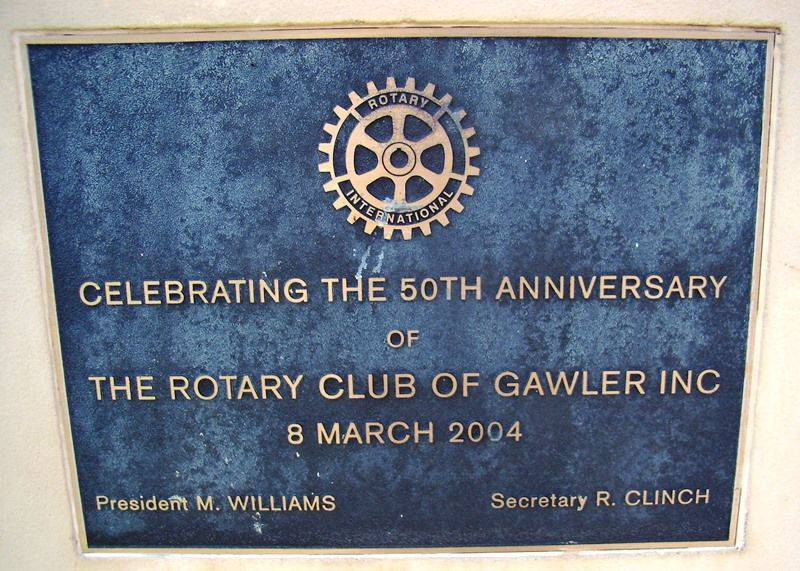 ROTARY
INTERNATIONAL
CELEBRATING THE 50TH ANNIVERSARY
OF
THE ROTARY CLUB OF GAWLER INC
8 MARCH 2004
President M. WILLIAMS
Secretary R. CLINCH